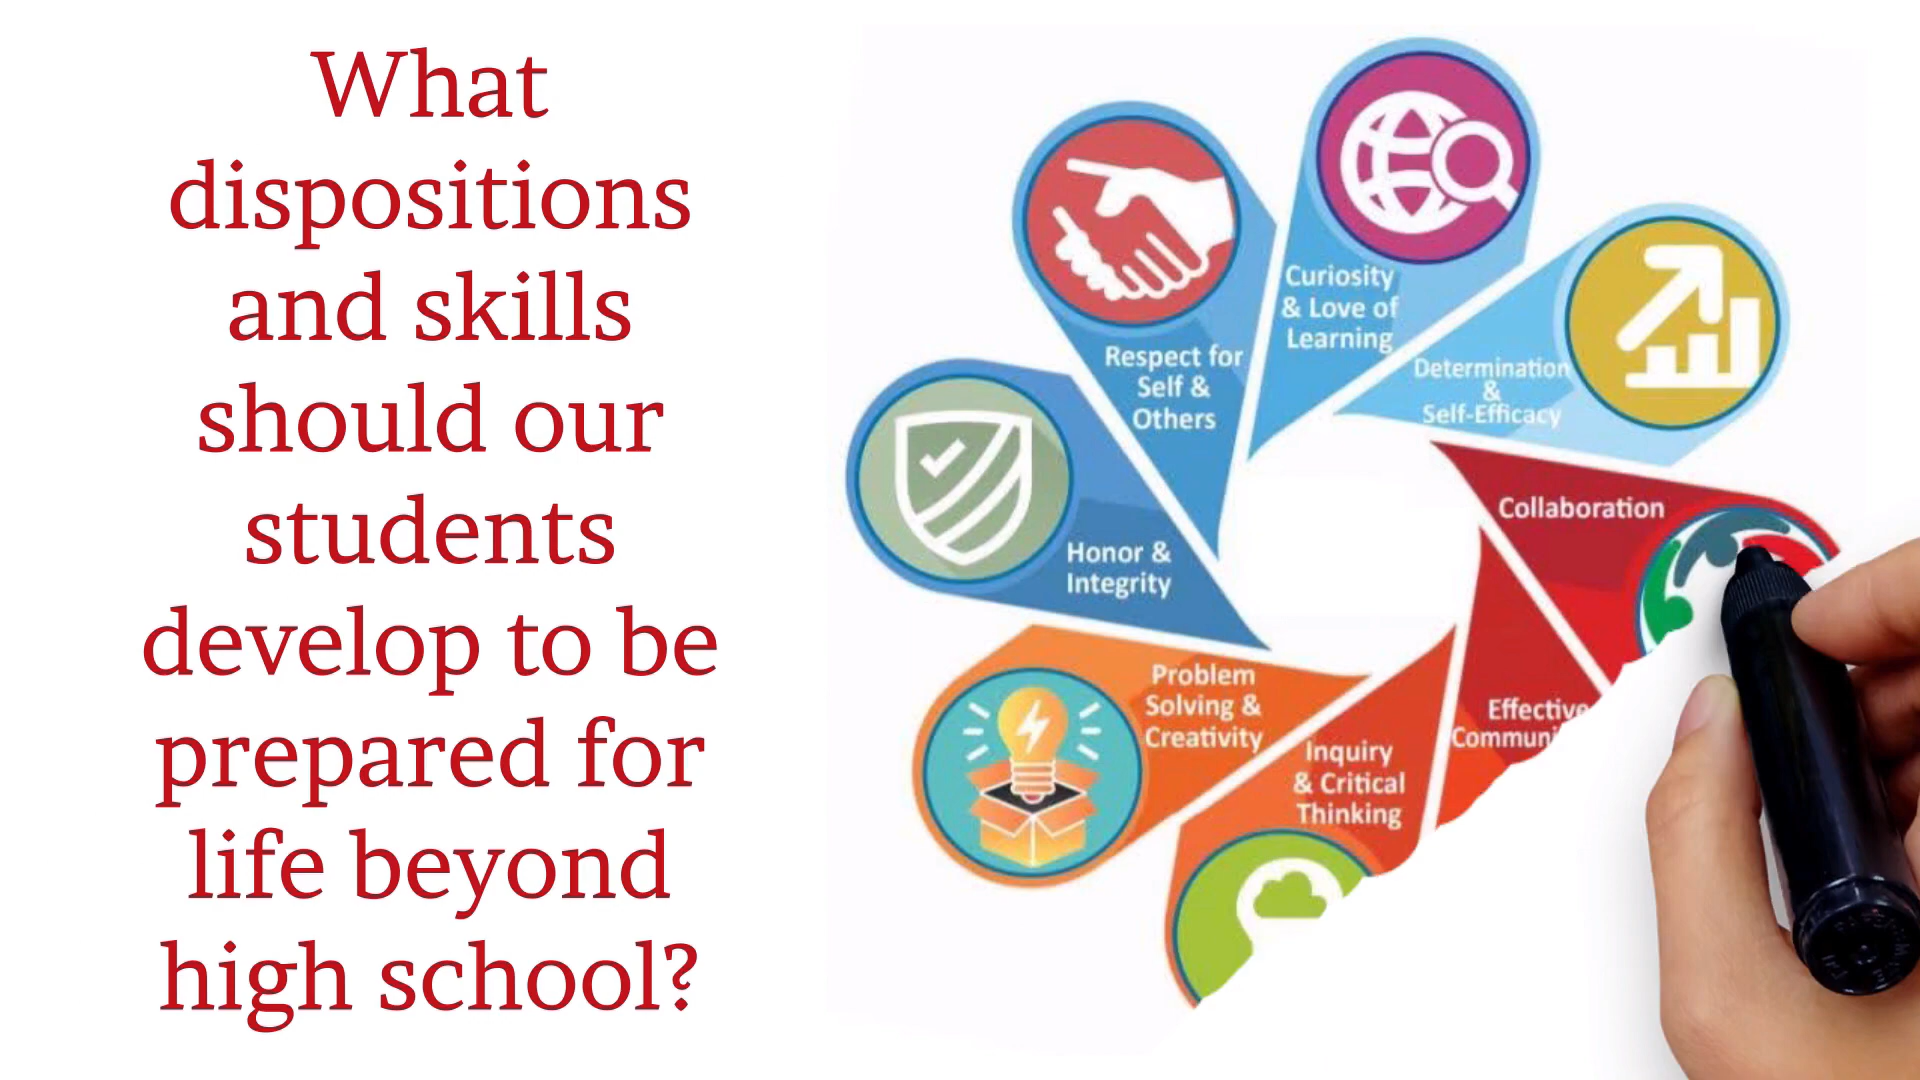 What
dispositions
and skills
should our
students
develop to be
prepared for
life beyond
high school?
Curiosity
& Love of
Learning
Respect for
Self &
Others
Determination
&
Self-Efficacy
Collaboration
Honor &
Integrity
Problem
Solving &
Creativity
Inquiry
& Critical
Thinking
Effective